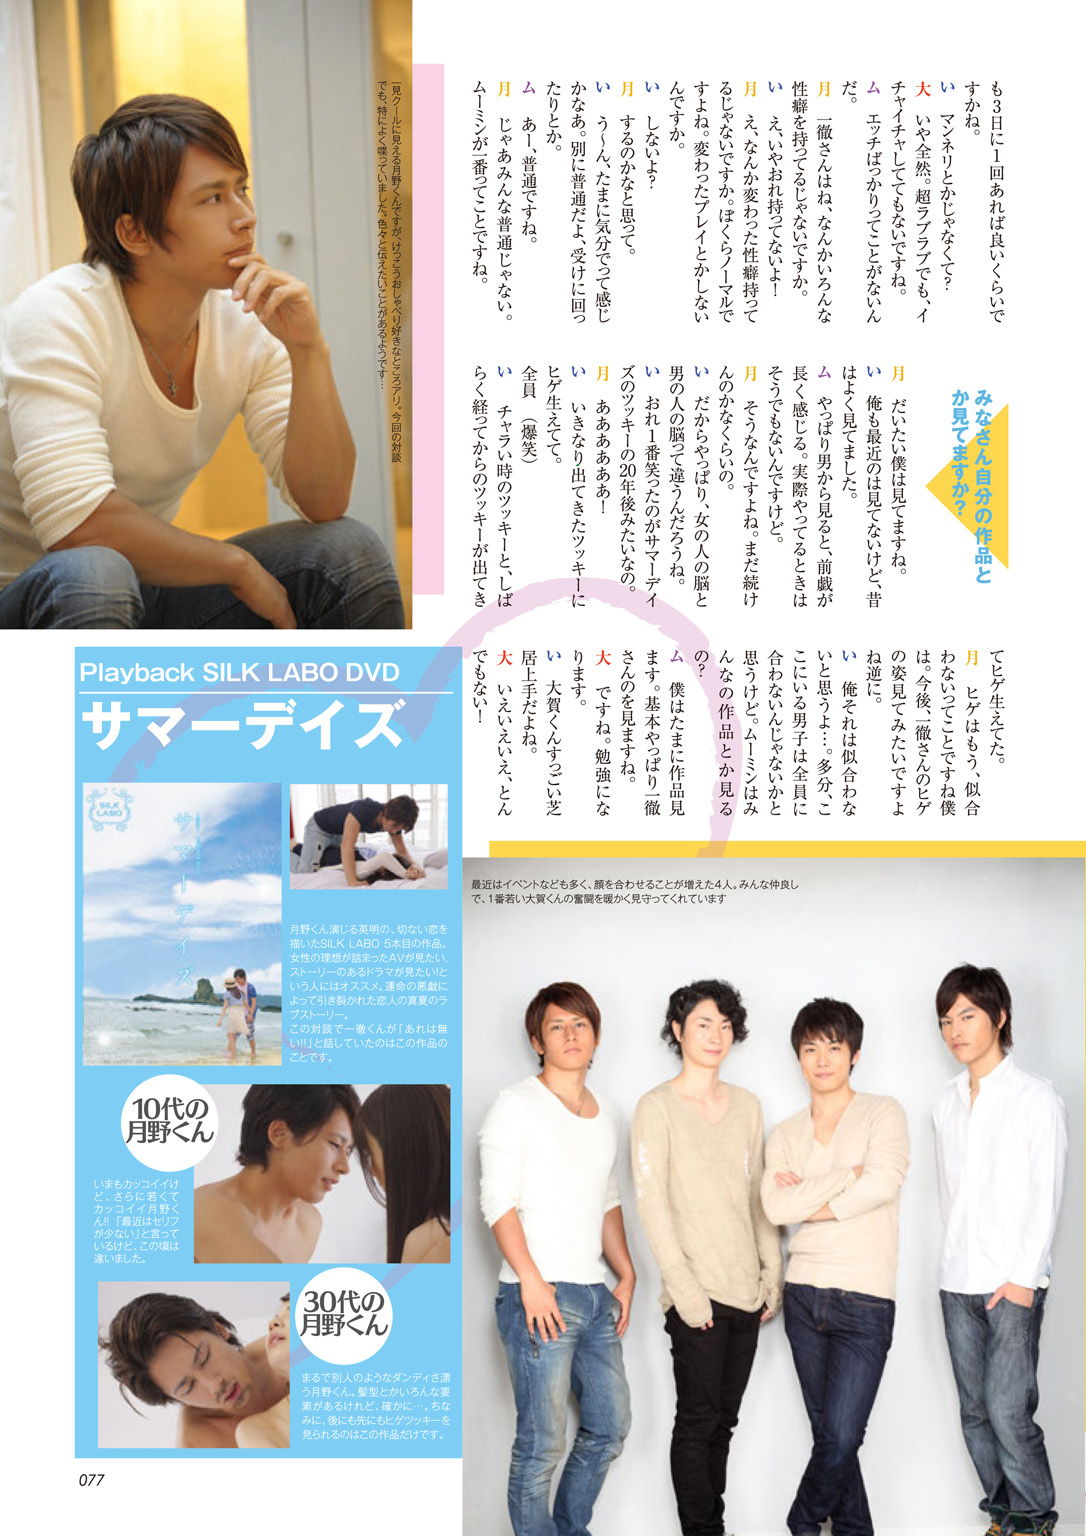 も3日に1回あれば良いくらいで
すかね。
い　マンネリとかじゃなくて?
大　いや全然。超ラブラブでも、イ
チャイチャしててもないですね。
ム　エッチばっかりってことがないん
だ。
月　一徹さんはね、なんかいろんな
性癖を持ってるじゃないですか。
い　え、いやおれ持ってないよ!
月　え、なんか変わった性癖持って
るじゃないですか。ぼくらノーマルで
すよね。変わったプレイとかしない
んですか。
い　しないよ?
月　するのかなと思って。
い　う〜ん、たまに気分でって感じ
かなあ。別に普通だよ、受けに回っ
たりとか。
ム　あー、普通ですね。
月　じゃあみんな普通じゃない。
ムーミンが一番ってことですね。
一見クールに見える月野くんですが、けっこうおしゃべり好きなところアリ。今回の対談
でも、特によく喋っていました。色々と伝えたいことがあるようです…
みなさん自分の作品と
か見てますか?
月　だいたい僕は見てますね。
い　俺も最近のは見てないけど、昔
はよく見てました。
ム　やっぱり男から見ると、前戯が
長く感じる。実際やってるときは
そうでもないんですけど。
月　そうなんですよね。まだ続け
んのかなくらいの。
い　だからやっぱり、女の人の脳と
男の人の脳って違うんだろうね。
い　おれ1番笑ったのがサマーデイ
ズのツッキーの20年後みたいなの。
月　ああああああ!
い　いきなり出てきたツッキーに
ヒゲ生えてて。
全員　(爆笑)
い　チャラい時のツッキーと、しば
らく経ってからのツッキーが出てき
てヒゲ生えてた。
月　ヒゲはもう、似合
わないってことですね僕
は。今後、一徹さんのヒゲ
の姿見てみたいですよ
ね逆に。
い　俺それは似合わな
いと思うよ…。多分、こ
こにいる男子は全員に
合わないんじゃないかと
思うけど。ムーミンはみ
んなの作品とか見る
の?
ム　僕はたまに作品見
ます。基本やっぱり一徹
さんのを見ますね。
大　ですね。勉強にな
ります。
い　大賀くんすっごい芝
居上手だよね。
大　いえいえいえ、とん
でもない!
Playback SILK LABO DVD
サマーデイズ
SILK
LABO
サマーデイズ
月野くん演じる英明の、切ない恋を
描いたSILK LABO 5本目の作品。
女性の理想が詰まったAVが見たい、
ストーリーのあるドラマが見たい!と
いう人にはオススメ。運命の悪戯に
よって引き裂かれた恋人の真夏のラ
ブストーリー。
この対談で一徹くんが「あれは無
い!!」と話していたのはこの作品の
ことです。
10代の
月野くん
いまもカッコイイけ
ど、さらに若くて
カッコイイ月野く
ん!!「最近はセリフ
が少ない」と言って
いるけど、この頃は
違いました。
30代の
月野くん
まるで別人のようなダンディさ漂
う月野くん。髪型とかいろんな要
素があるけれど、確かに…。ちな
みに、後にも先にもヒゲツッキーを
見られるのはこの作品だけです。
最近はイベントなども多く、顔を合わせることが増えた4人。みんな仲良し
で、1番若い大賀くんの奮闘を暖かく見守ってくれています
077